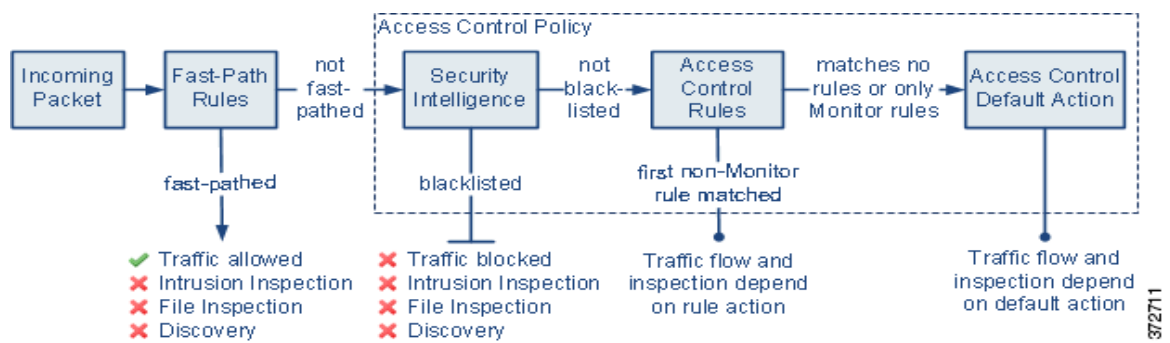 Access Control Policy
Incoming
Packet
Fast-Path
Rules
not
fast-
pathed
Security
Intelligence
not
black-
listed
Access
Control
Rules
matches no
rules or only
Monitor rules
Access Control
Default Action
fast-pathed
blacklisted
first non-Monitor
rule matched
Traffic allowed
Intrusion Inspection
File Inspection
Discovery
Traffic blocked
Intrusion Inspection
File Inspection
Discovery
Traffic flow and
inspection depend
on rule action
Traffic flow and
inspection depend
on default action
372711